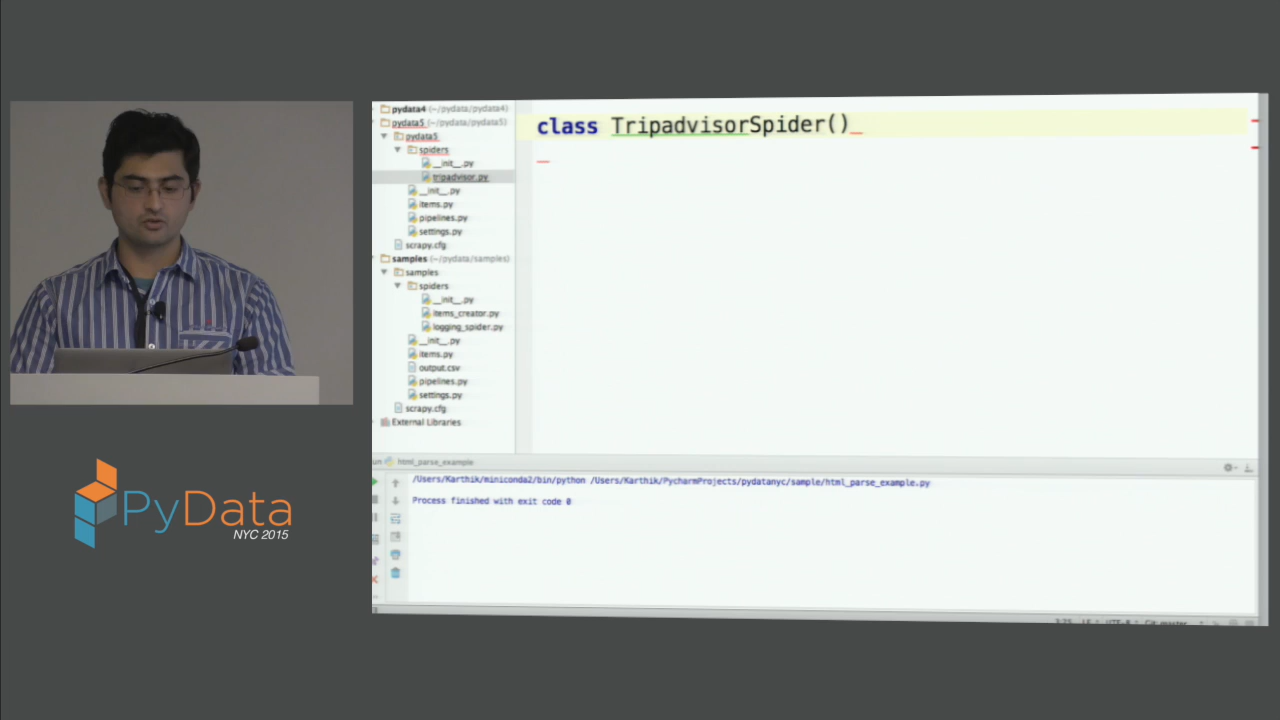 pydata4 (~/pydata/pydata4)
pydata5 (~/pydata/pydata5)
pydata5
spiders
__init__.py
tripadvisor.py
__init__.py
items.py
pipelines.py
settings.py
scrapy.cfg
samples (~/pydata/samples)
samples
spiders
__init__.py
items_creator.py
logging_spider.py
__init__.py
items.py
output.csv
pipelines.py
settings.py
scrapy.cfg
External Libraries
class TripadvisorSpider()
html_parse_example
/Users/Karthik/miniconda2/bin/python /Users/Karthik/PycharmProjects/pydatanyc/sample/html_parse_example.py
Process finished with exit code 0
PyData
NYC 2015